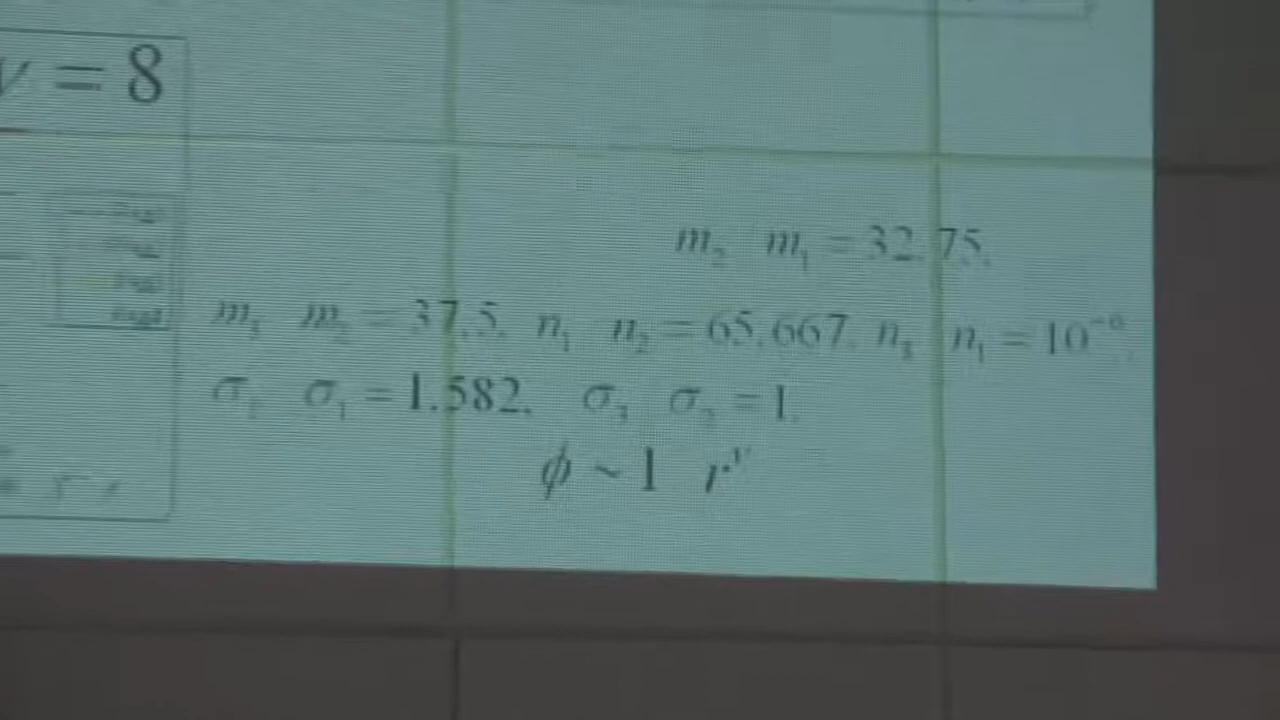 ν = 8
m₂ m₁ = 32.75,
m₃ m₂ = 37.5, n₁ n₂ = 65.667, n₃ n₁ = 10⁻⁶,
σ₂ σ₁ = 1.582, σ₃ σ₂ = 1,
ϕ ~ 1 rᵛ